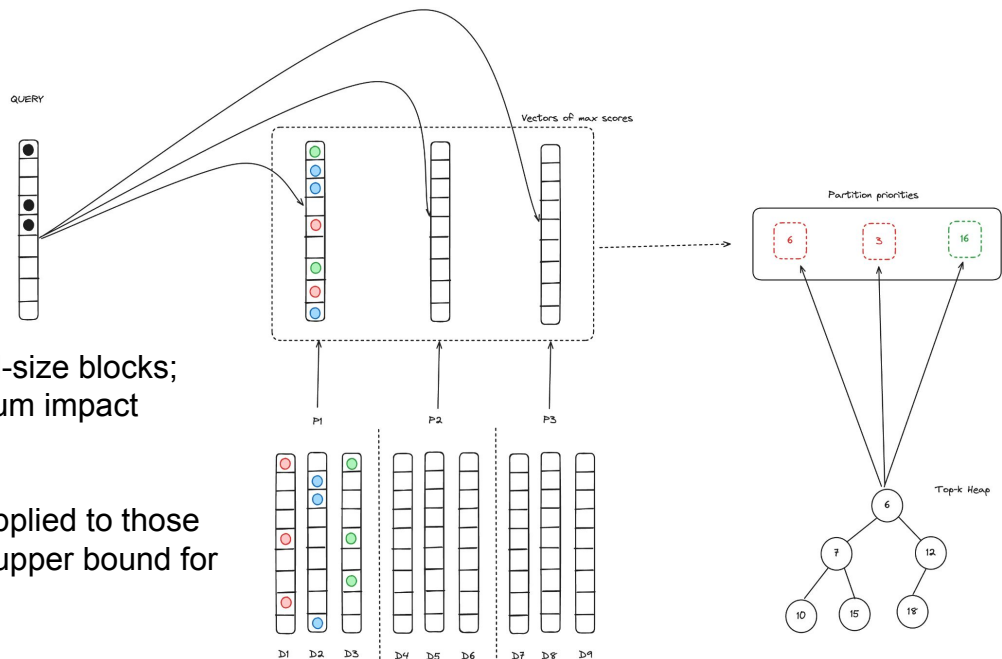 QUERY
Vectors of max scores
Partition priorities
6 3 16
-size blocks;
um impact
P1 P2 P3
pplied to those
upper bound for
Top-k Heap
6
7 12
10 15 18
D1 D2 D3 D4 D5 D6 D7 D8 D9